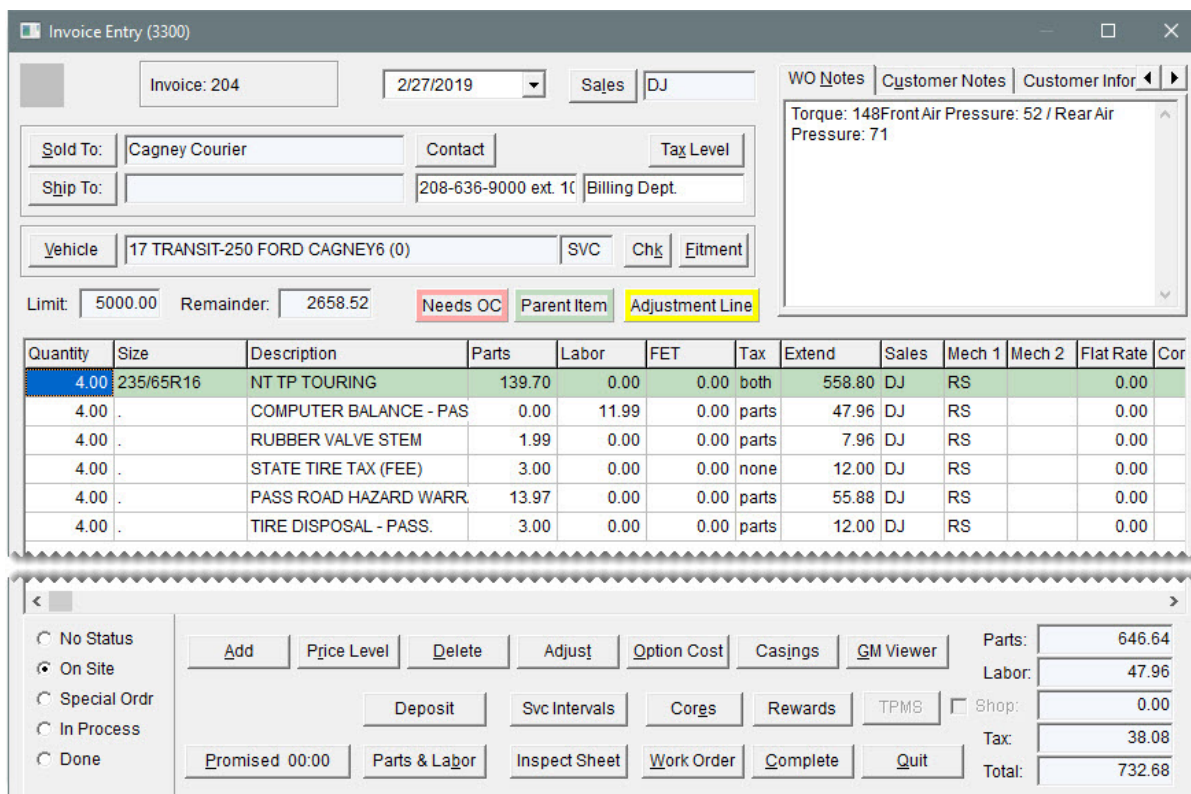 Invoice Entry (3300)
Invoice: 204
2/27/2019
Sales DJ
WO Notes Customer Notes Customer Infor
Torque: 148Front Air Pressure: 52 / Rear Air
Pressure: 71
Sold To: Cagney Courier Contact Tax Level
Ship To: 208-636-9000 ext. 10 Billing Dept.
Vehicle 17 TRANSIT-250 FORD CAGNEY6 (0) SVC Chk Fitment
Limit: 5000.00 Remainder: 2658.52 Needs OC Parent Item Adjustment Line
Quantity Size Description Parts Labor FET Tax Extend Sales Mech 1 Mech 2 Flat Rate Cor
4.00 235/65R16 NT TP TOURING 139.70 0.00 0.00 both 558.80 DJ RS 0.00
4.00 . COMPUTER BALANCE - PAS 0.00 11.99 0.00 parts 47.96 DJ RS 0.00
4.00 . RUBBER VALVE STEM 1.99 0.00 0.00 parts 7.96 DJ RS 0.00
4.00 . STATE TIRE TAX (FEE) 3.00 0.00 0.00 none 12.00 DJ RS 0.00
4.00 . PASS ROAD HAZARD WARR. 13.97 0.00 0.00 parts 55.88 DJ RS 0.00
4.00 . TIRE DISPOSAL - PASS. 3.00 0.00 0.00 parts 12.00 DJ RS 0.00
No Status
On Site
Special Ordr
In Process
Done
Add Price Level Delete Adjust Option Cost Casings GM Viewer
Deposit Svc Intervals Cores Rewards TPMS
Promised 00:00 Parts & Labor Inspect Sheet Work Order Complete Quit
Parts: 646.64
Labor: 47.96
Shop: 0.00
Tax: 38.08
Total: 732.68